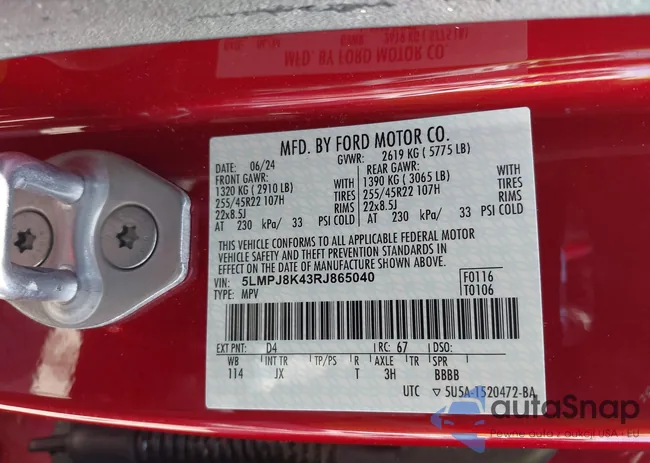 MFD. BY FORD MOTOR CO.
DATE: 06/24 GVWR: 2619 KG ( 5775 LB)
FRONT GAWR: REAR GAWR:
1320 KG ( 2910 LB) 1390 KG ( 3065 LB) WITH
255/45R22 107H TIRES 255/45R22 107H TIRES
22x8.5J RIMS 22x8.5J RIMS
AT 230 kPa/ 33 PSI COLD AT 230 kPa/ 33 PSI COLD
THIS VEHICLE CONFORMS TO ALL APPLICABLE FEDERAL MOTOR
VEHICLE SAFETY AND THEFT PREVENTION STANDARDS IN
EFFECT ON THE DATE OF MANUFACTURE SHOWN ABOVE.
VIN: 5LMPJ8K43RJ865040 F0116
TYPE: MPV T0106
EXT PNT: D4 RC: 67 DSO:
WB INT TR TP/PS R AXLE TR SPR
114 JX T 3H BBBB
UTC 5U5A-1520472-BA
autoSnap